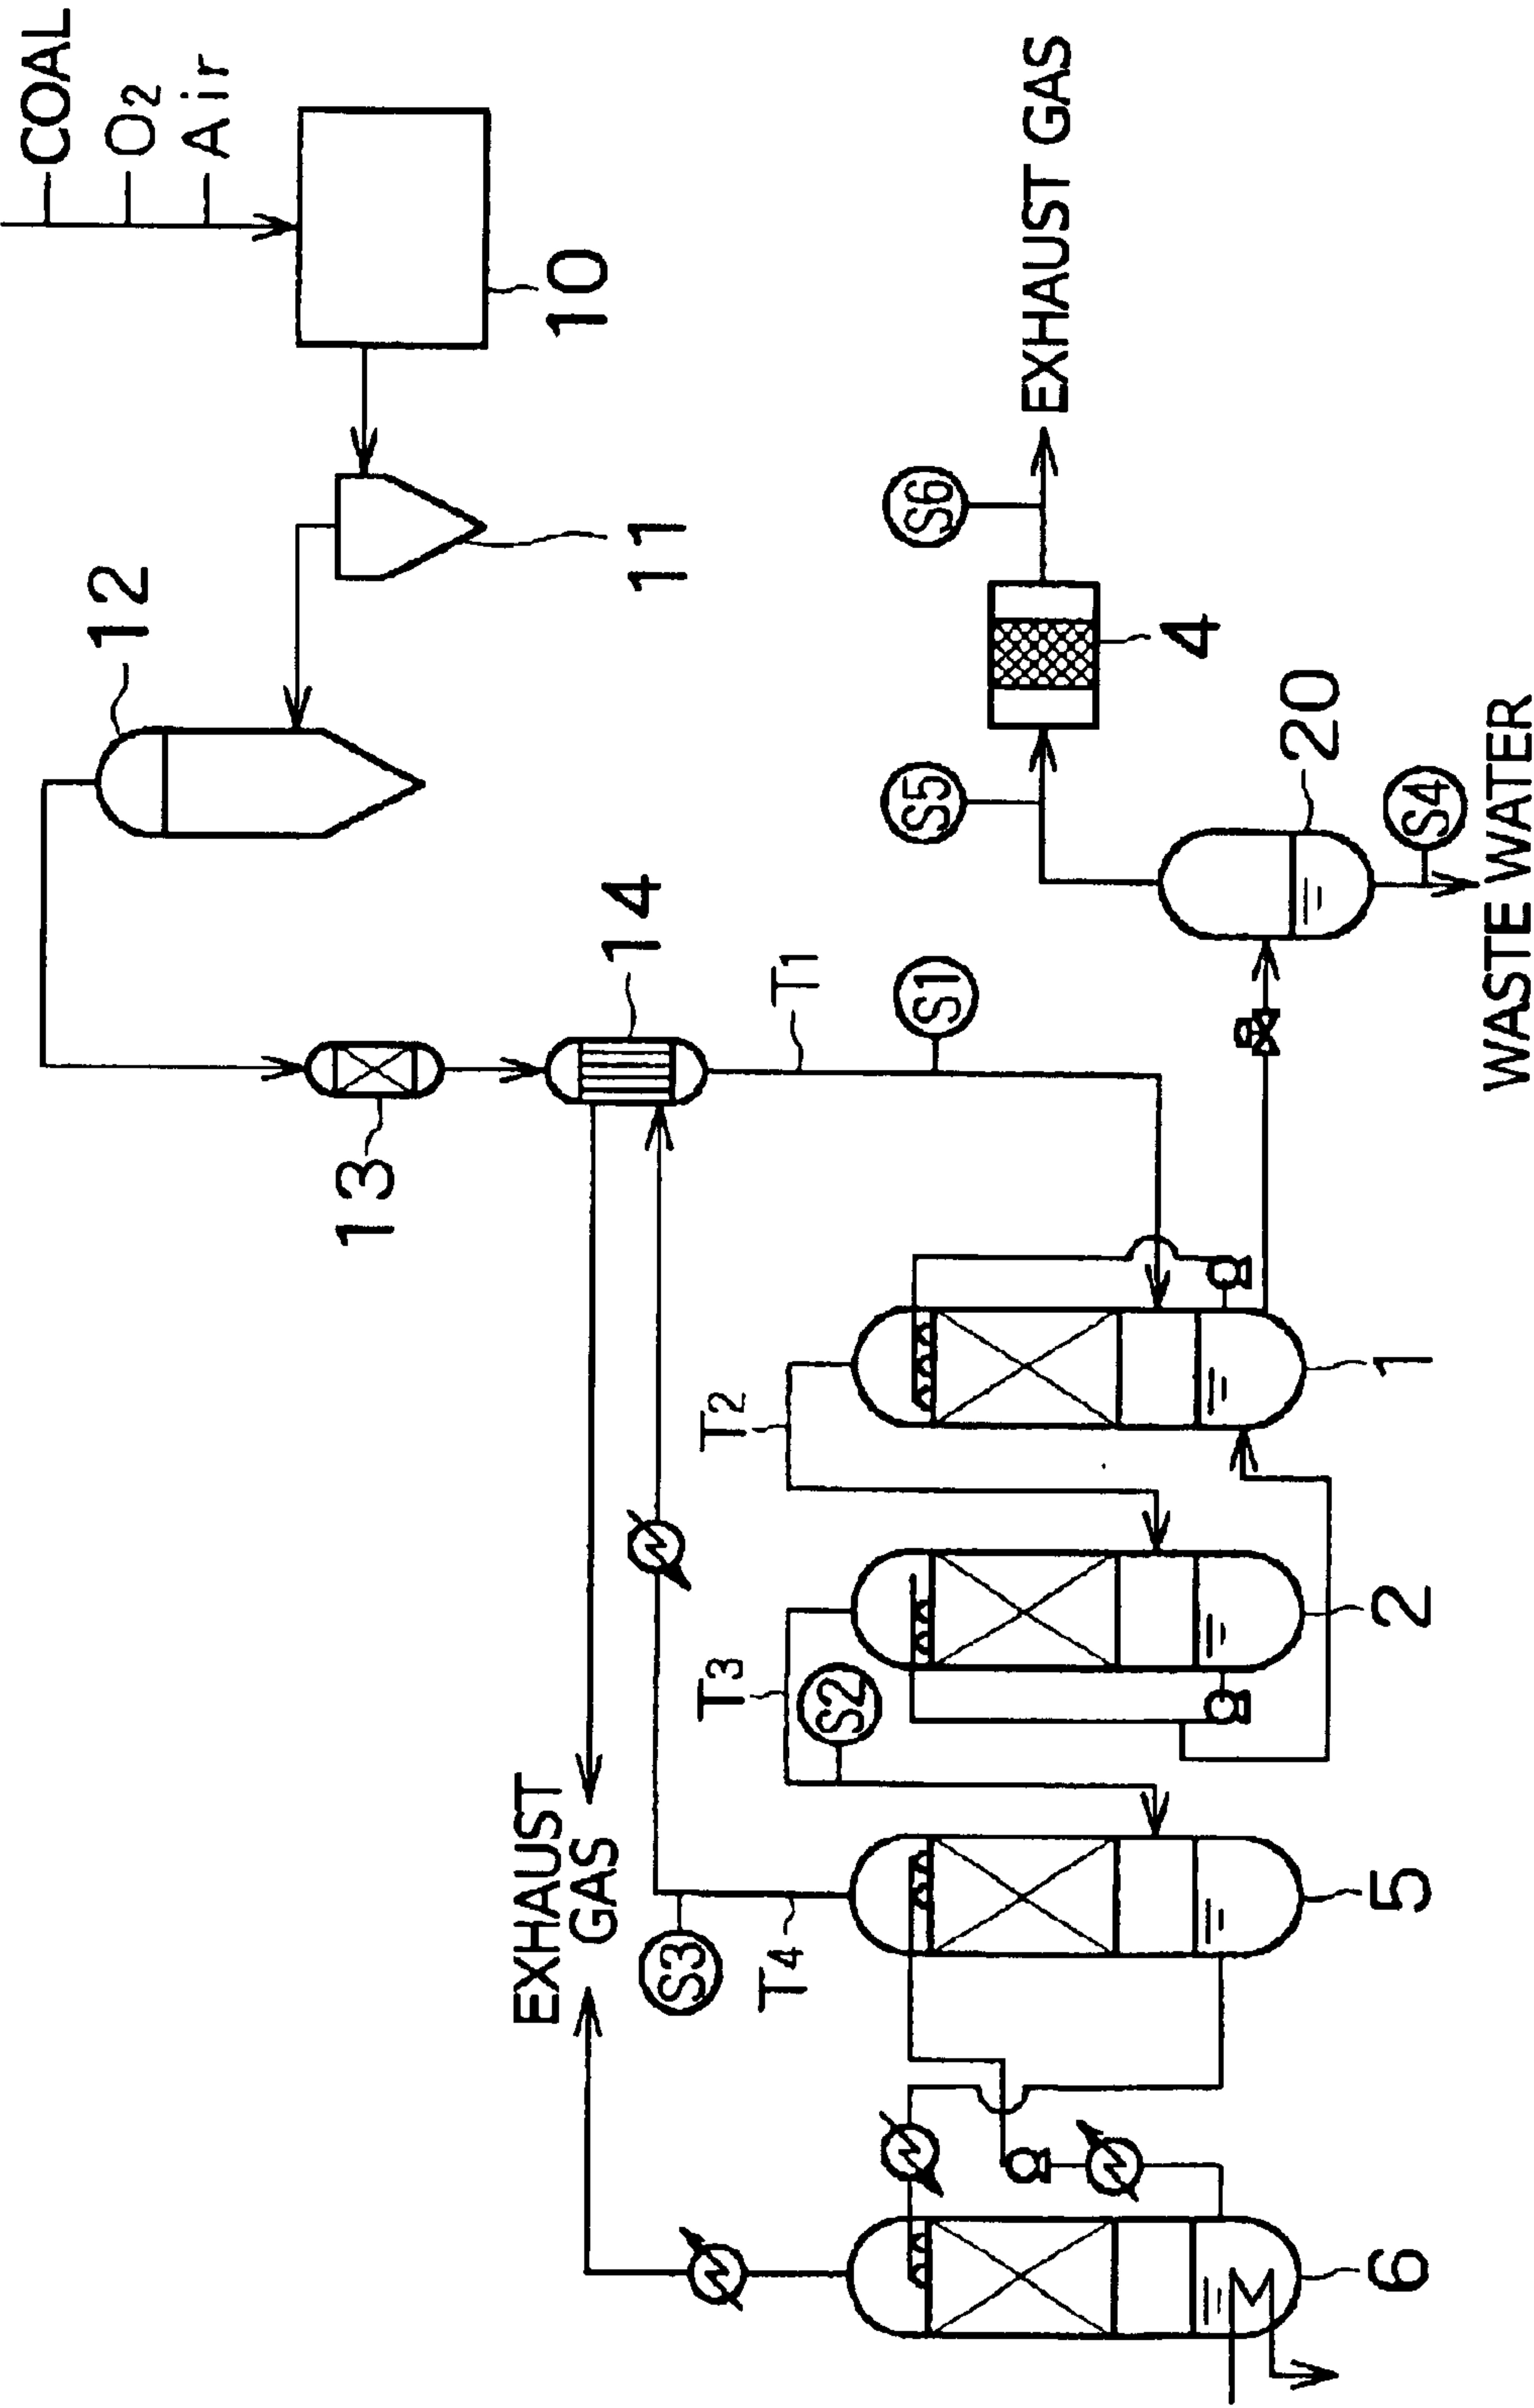 COAL
O2
Air
10
11
12
13
14
T1
S1
EXHAUST GAS
S6
4
S5
20
S4
WASTE WATER
1
T2
2
T3
S2
EXHAUST
GAS
S3
T4
5
6